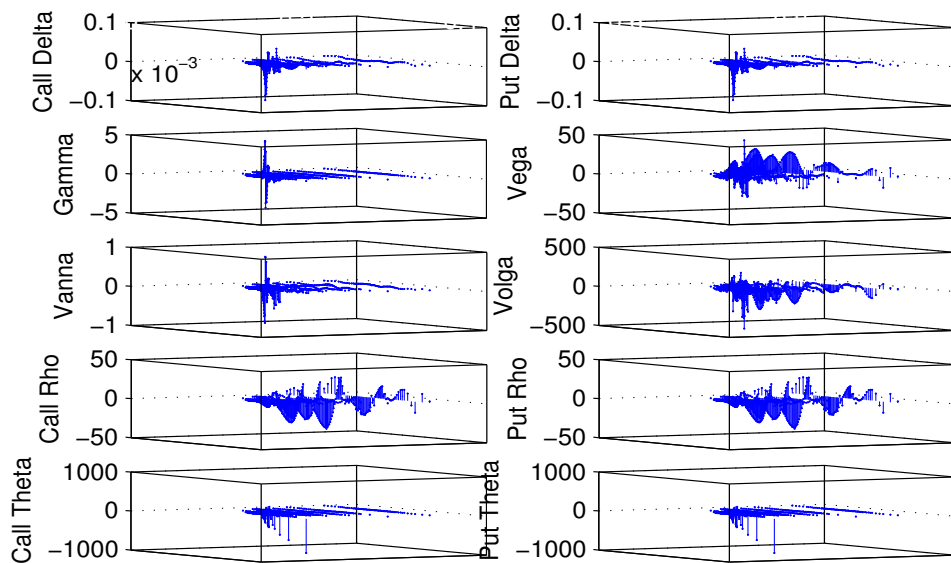 0.1
0
−0.1
Call Delta
x 10−3
0.1
0
−0.1
Put Delta
5
0
−5
Gamma
50
0
−50
Vega
1
0
−1
Vanna
500
0
−500
Volga
50
0
−50
Call Rho
50
0
−50
Put Rho
1000
0
−1000
Call Theta
1000
0
−1000
Put Theta